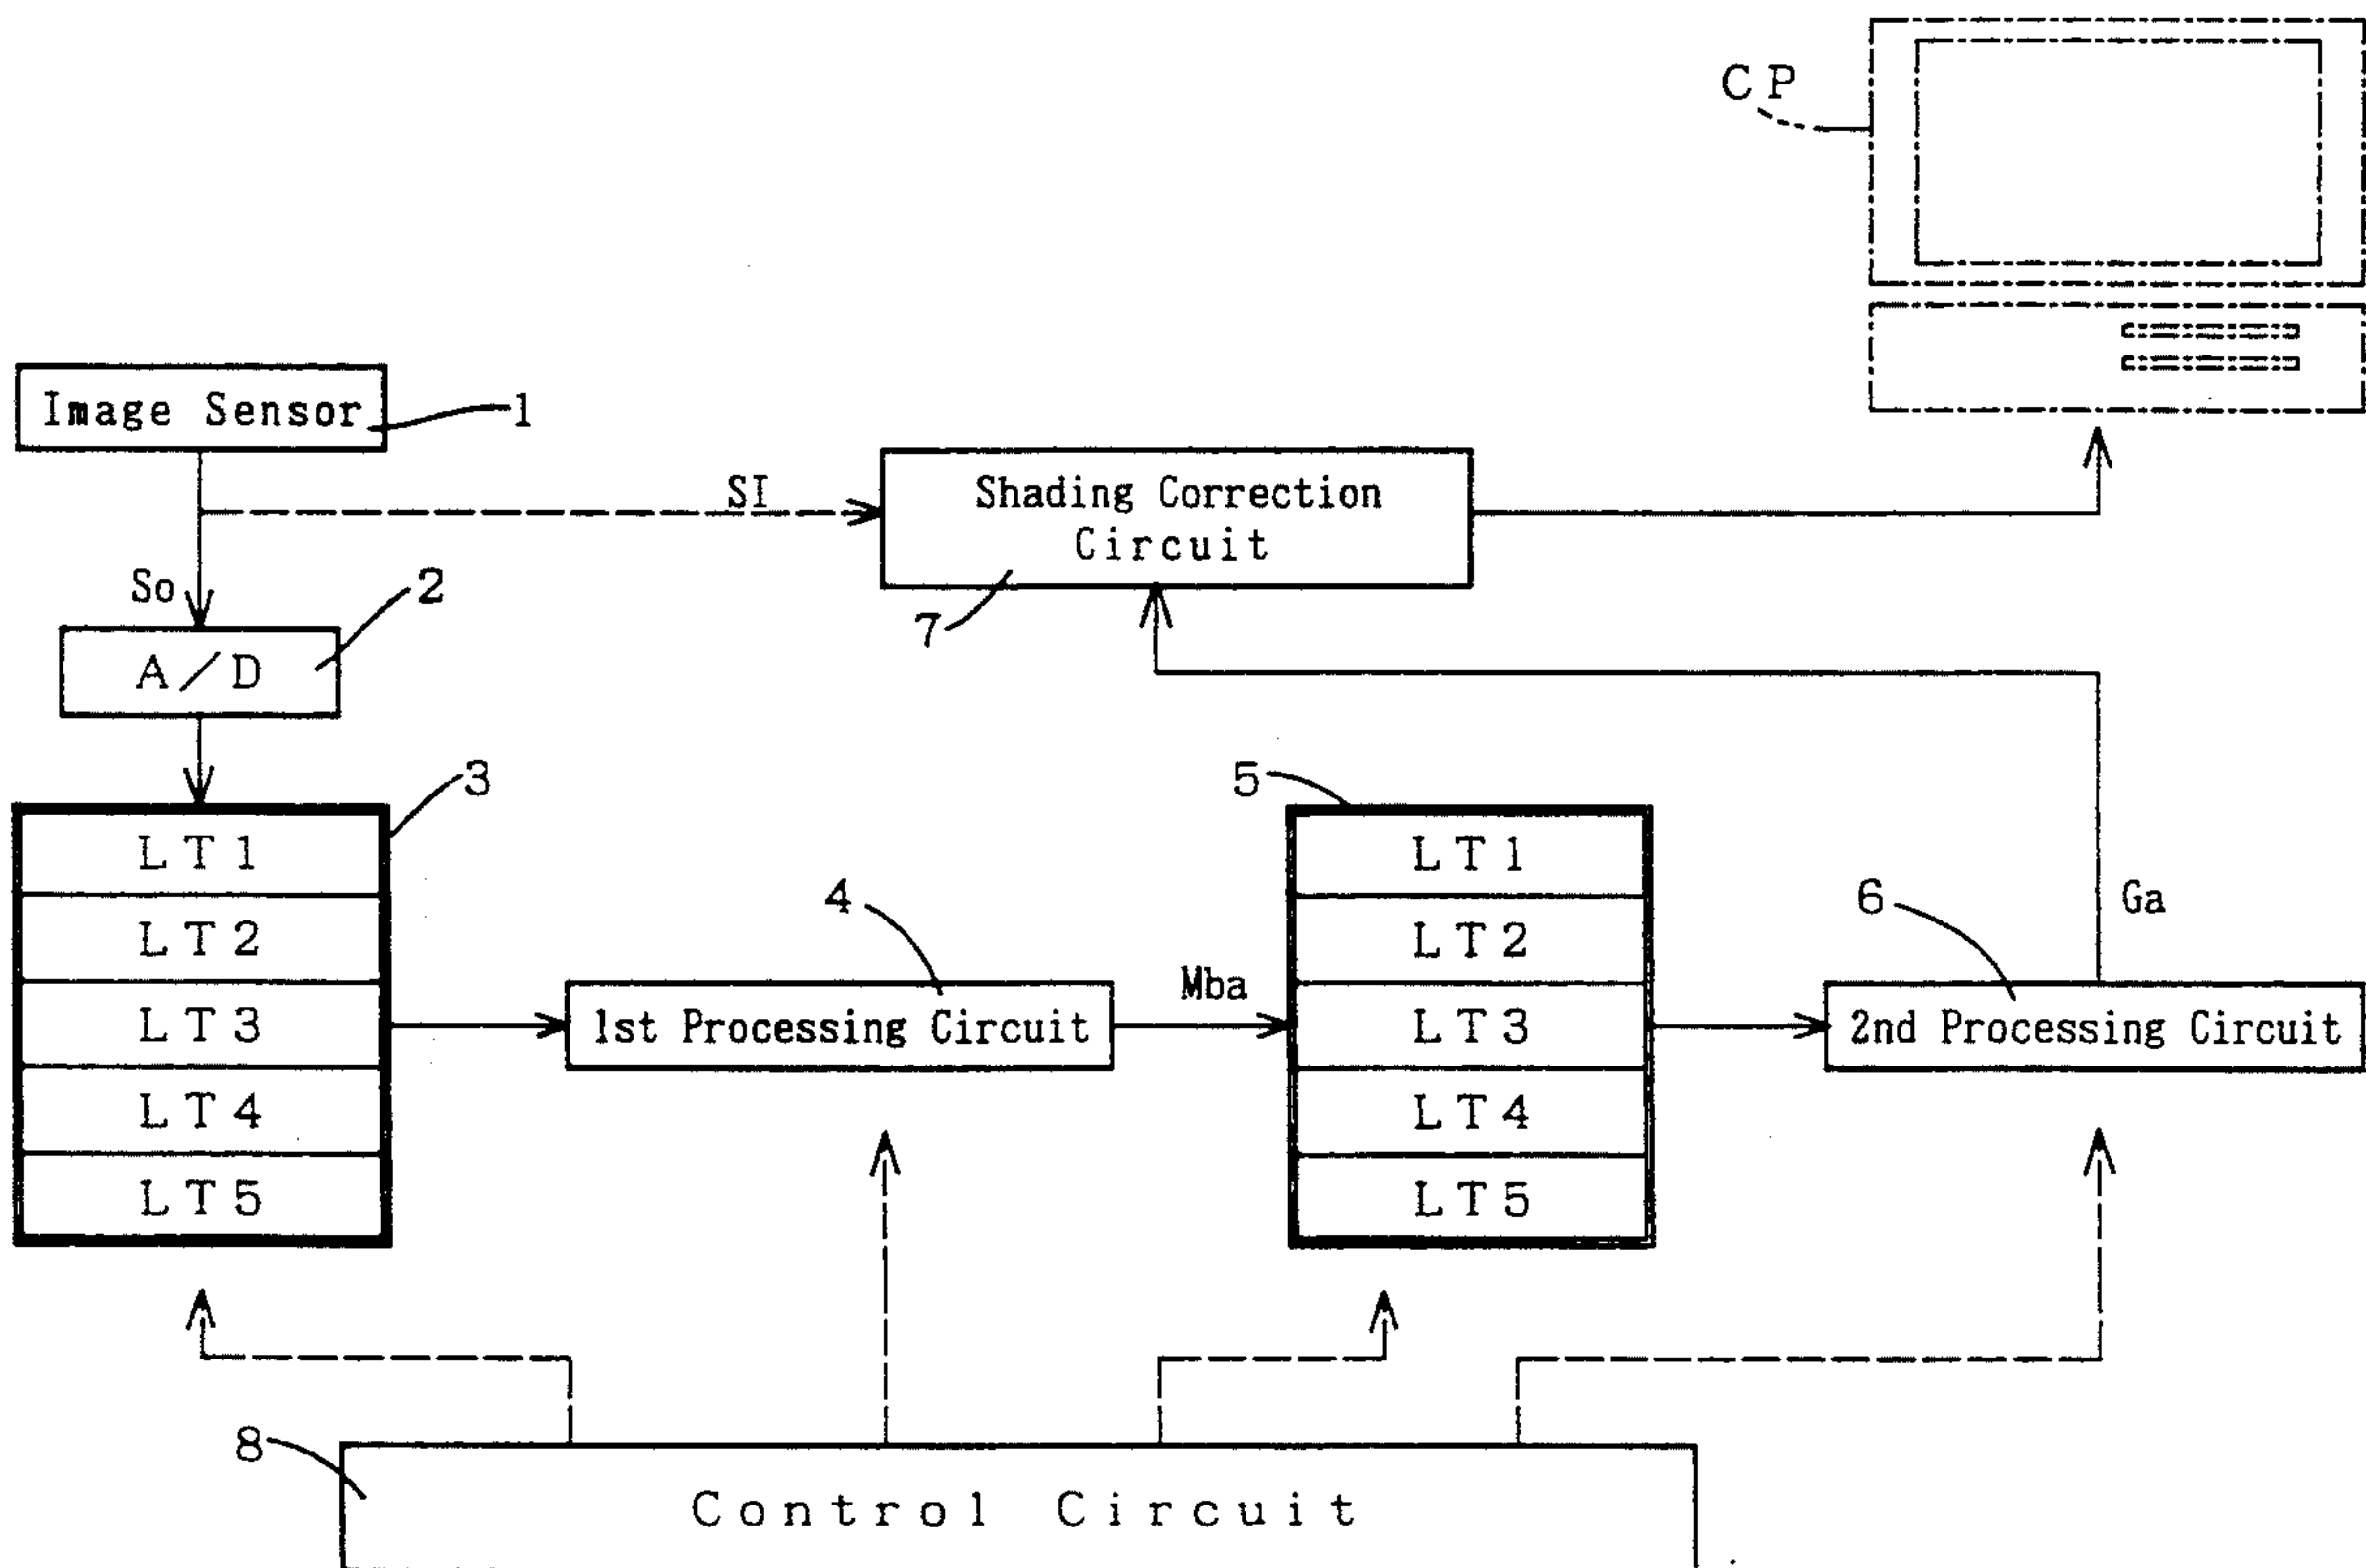 CP
Image Sensor
1
SI
Shading Correction
Circuit
7
So
2
A/D
3
LT1
LT2
LT3
LT4
LT5
4
1st Processing Circuit
Mba
5
LT1
LT2
LT3
LT4
LT5
6
Ga
2nd Processing Circuit
8
Control Circuit